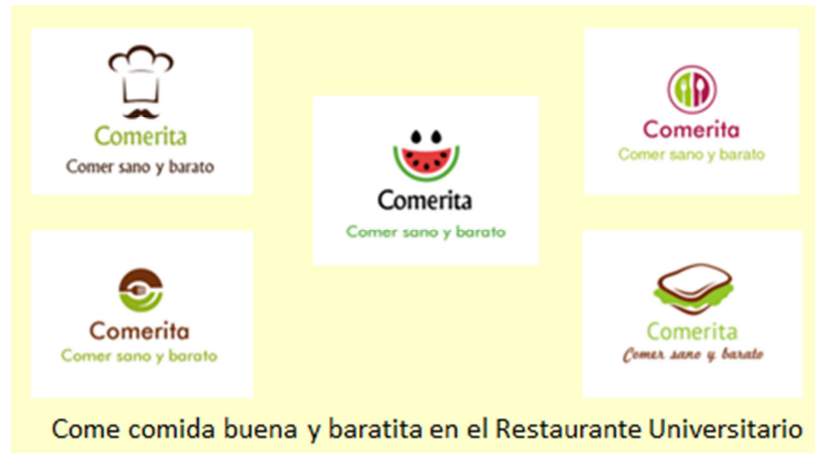 Comerita
Comer sano y barato
Comerita
Comer sano y barato
Comerita
Comer sano y barato
Comerita
Comer sano y barato
Comerita
Comer sano y barato
Come comida buena y baratita en el Restaurante Universitario